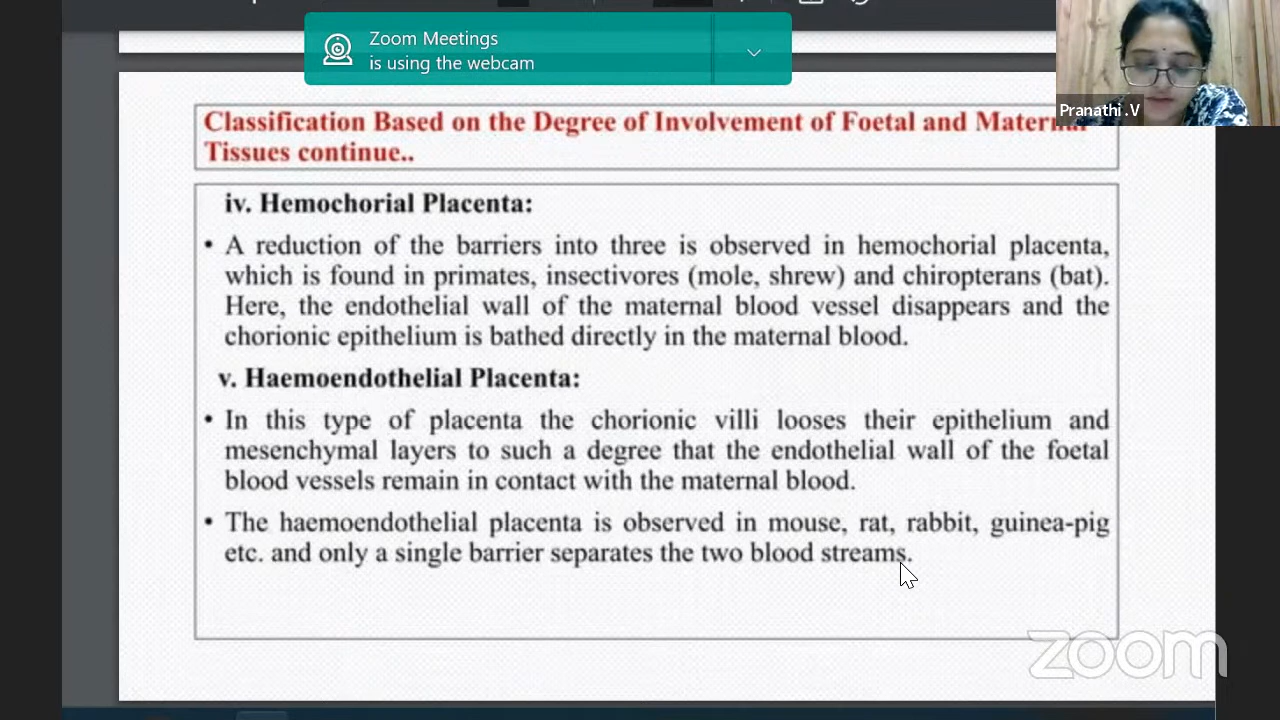 Zoom Meetings
is using the webcam
Pranathi .V
Classification Based on the Degree of Involvement of Foetal and Maternal
Tissues continue..
iv. Hemochorial Placenta:
• A reduction of the barriers into three is observed in hemochorial placenta,
which is found in primates, insectivores (mole, shrew) and chiropterans (bat).
Here, the endothelial wall of the maternal blood vessel disappears and the
chorionic epithelium is bathed directly in the maternal blood.
v. Haemoendothelial Placenta:
• In this type of placenta the chorionic villi looses their epithelium and
mesenchymal layers to such a degree that the endothelial wall of the foetal
blood vessels remain in contact with the maternal blood.
• The haemoendothelial placenta is observed in mouse, rat, rabbit, guinea-pig
etc. and only a single barrier separates the two blood streams.
zoom